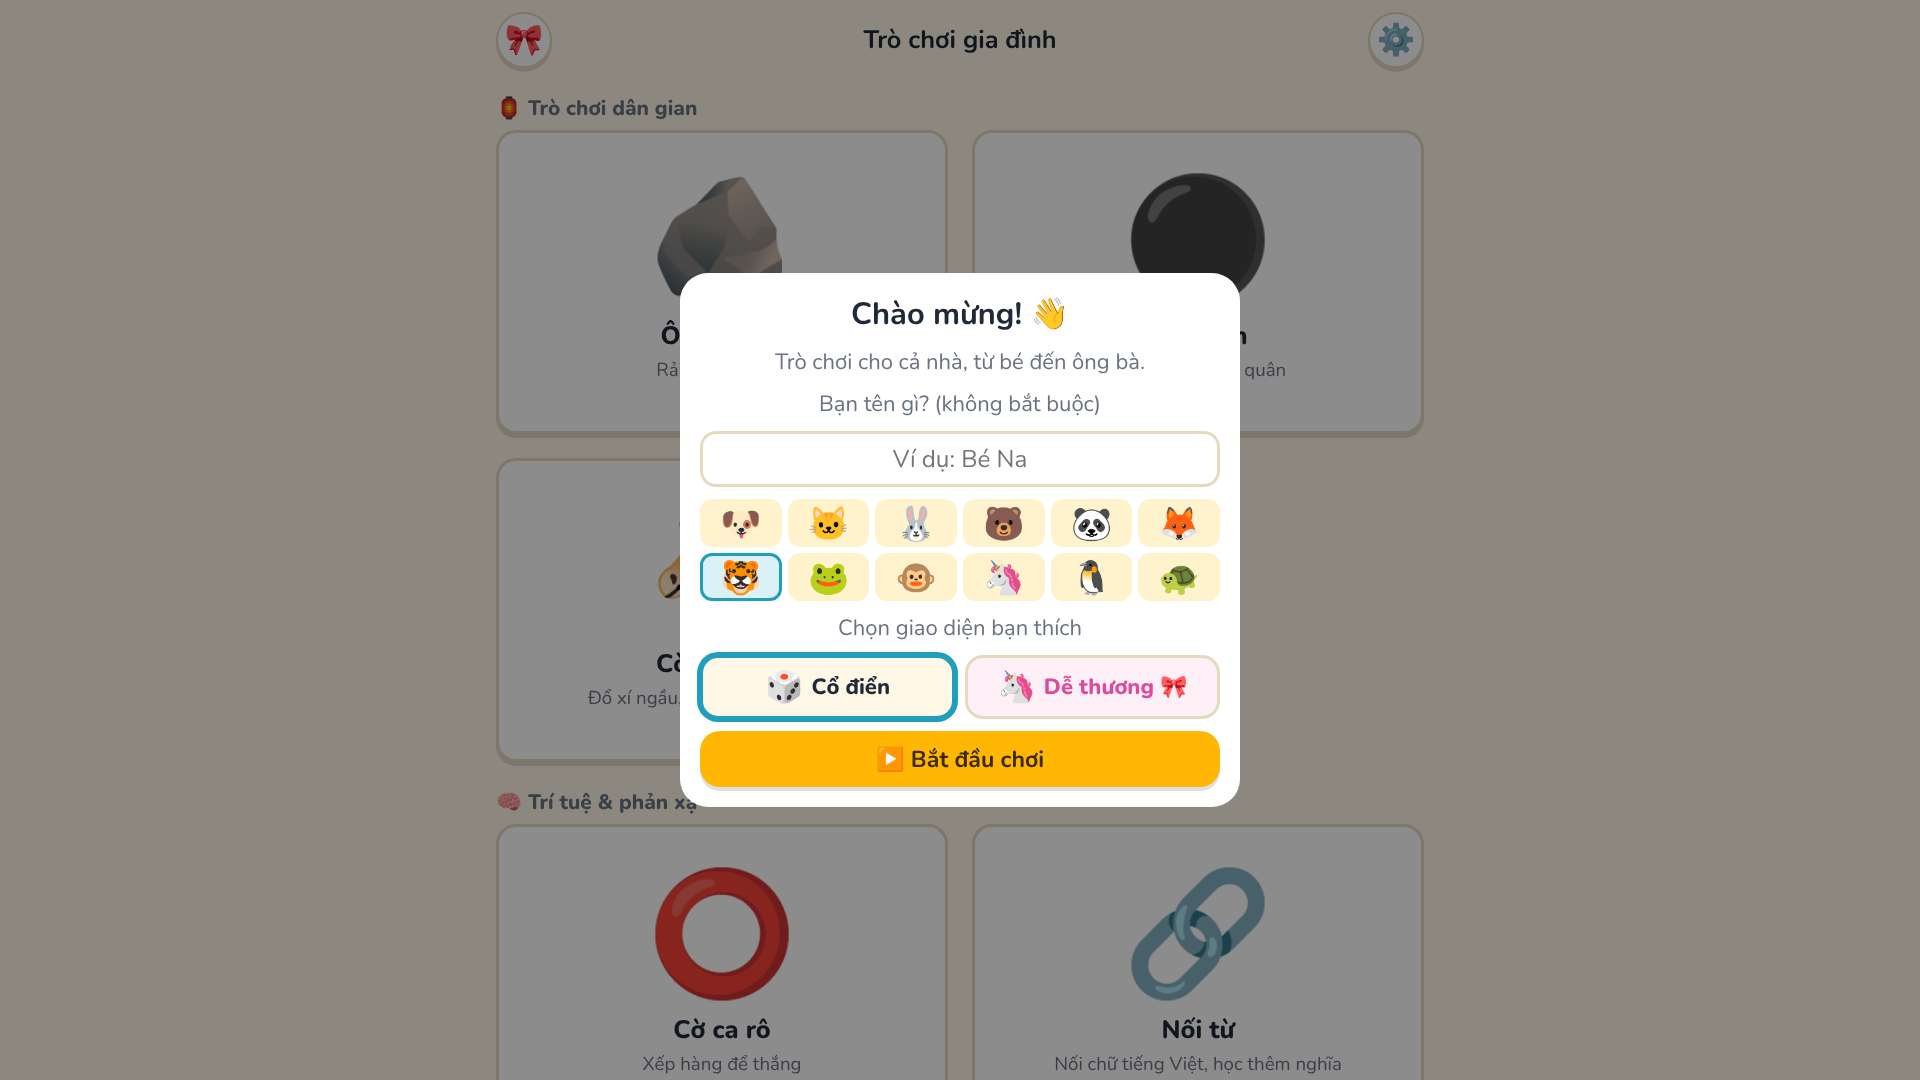 Trò chơi gia đình
Trò chơi dân gian
Chào mừng!
Trò chơi cho cả nhà, từ bé đến ông bà.
Bạn tên gì? (không bắt buộc)
Ví dụ: Bé Na
quân
Đổ xí ngầu,
Chọn giao diện bạn thích
Cổ điển
Dễ thương
Bắt đầu chơi
Trí tuệ & phản xạ
Cờ ca rô
Xếp hàng để thắng
Nối từ
Nối chữ tiếng Việt, học thêm nghĩa